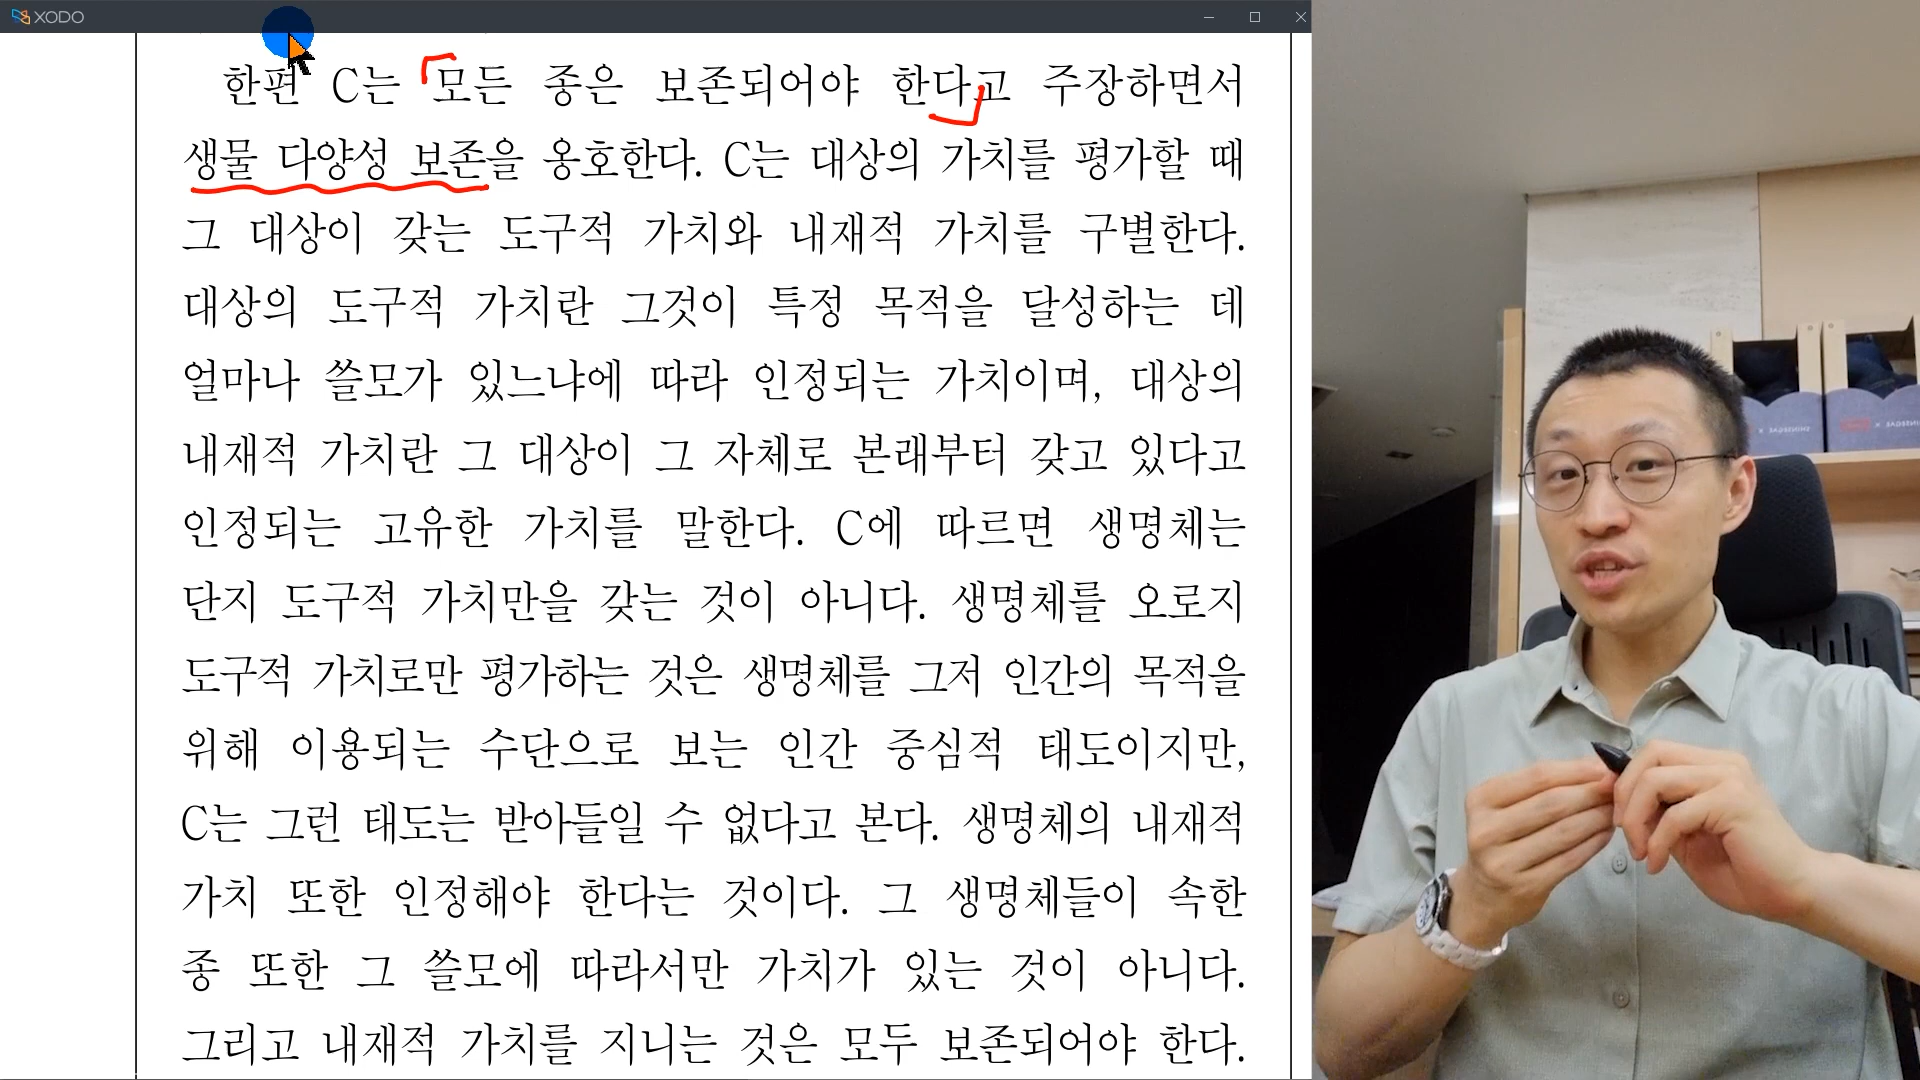 XODO
한편 C는 모든 종은 보존되어야 한다고 주장하면서
생물 다양성 보존을 옹호한다. C는 대상의 가치를 평가할 때
그 대상이 갖는 도구적 가치와 내재적 가치를 구별한다.
대상의 도구적 가치란 그것이 특정 목적을 달성하는 데
얼마나 쓸모가 있느냐에 따라 인정되는 가치이며, 대상의
내재적 가치란 그 대상이 그 자체로 본래부터 갖고 있다고
인정되는 고유한 가치를 말한다. C에 따르면 생명체는
단지 도구적 가치만을 갖는 것이 아니다. 생명체를 오로지
도구적 가치로만 평가하는 것은 생명체를 그저 인간의 목적을
위해 이용되는 수단으로 보는 인간 중심적 태도이지만,
C는 그런 태도는 받아들일 수 없다고 본다. 생명체의 내재적
가치 또한 인정해야 한다는 것이다. 그 생명체들이 속한
종 또한 그 쓸모에 따라서만 가치가 있는 것이 아니다.
그리고 내재적 가치를 지니는 것은 모두 보존되어야 한다.